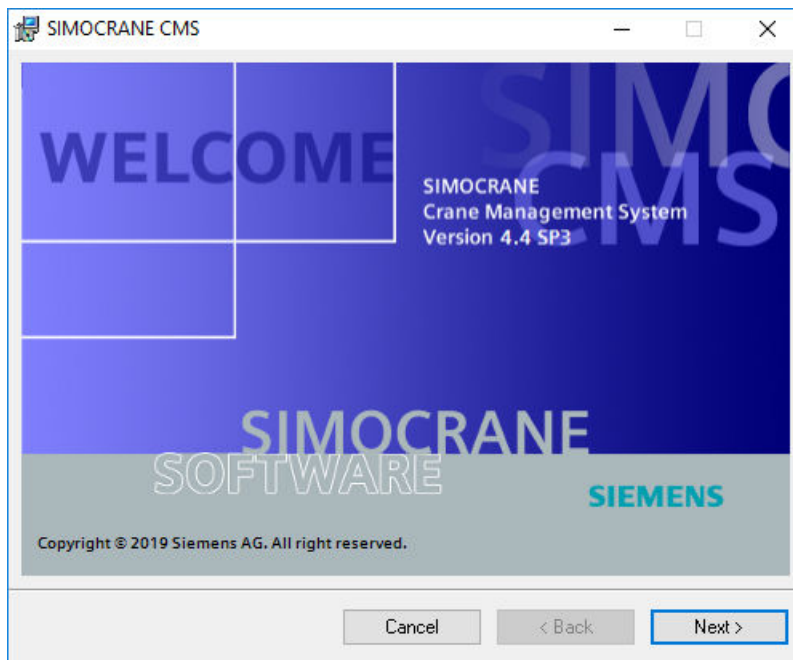 SIMOCRANE CMS
WELCOME
SIMO
CMS
SIMOCRANE
Crane Management System
Version 4.4 SP3
SIMOCRANE
SOFTWARE
SIEMENS
Copyright © 2019 Siemens AG. All right reserved.
Cancel
< Back
Next >